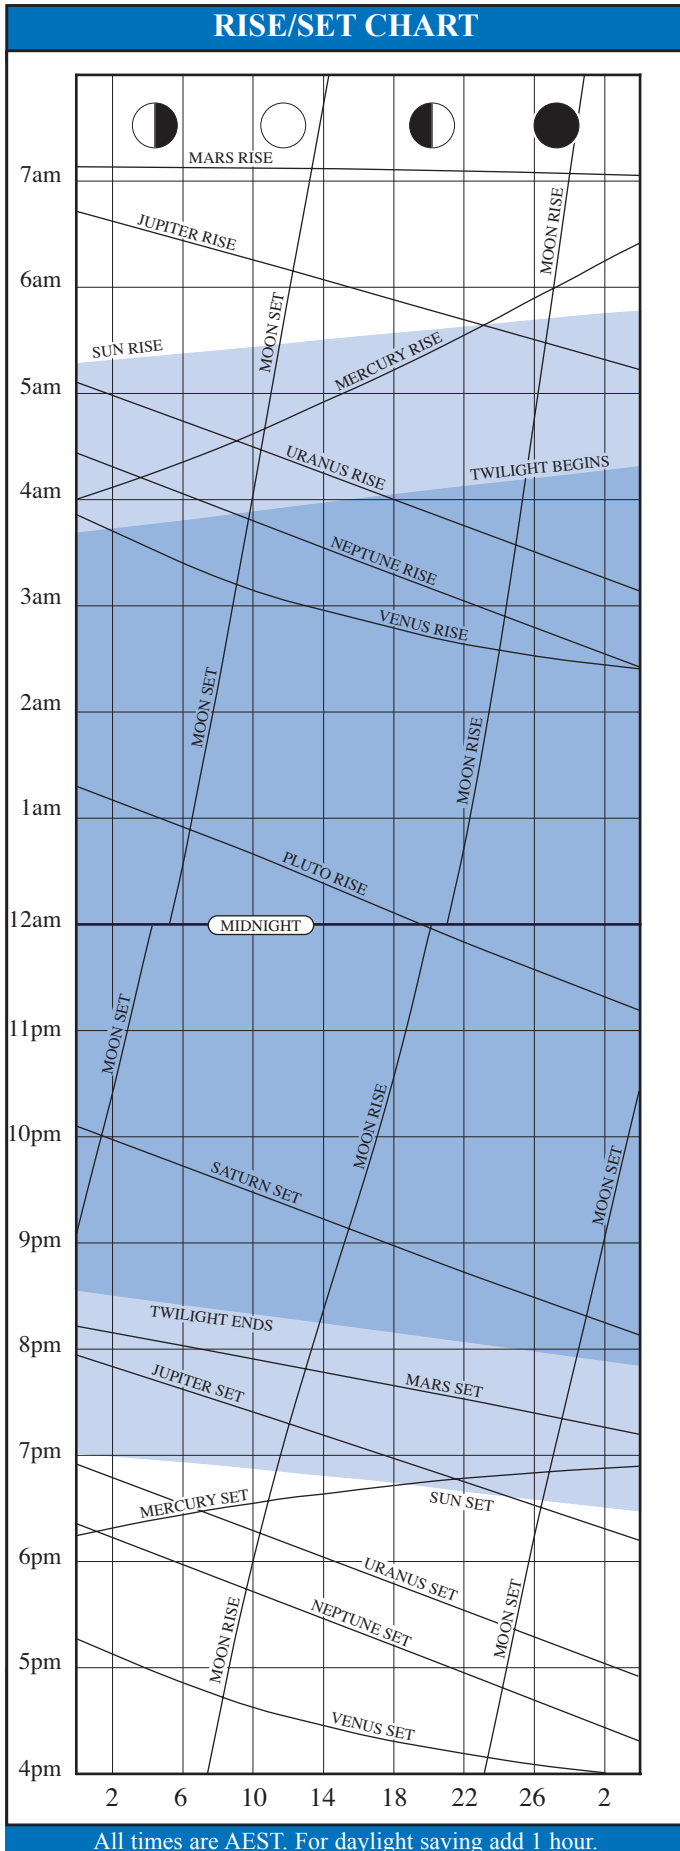 RISE/SET CHART
MARS RISE
7am
JUPITER RISE
MOON RISE
6am
MOON SET
SUN RISE
MERCURY RISE
5am
URANUS RISE
TWILIGHT BEGINS
4am
NEPTUNE RISE
3am
VENUS RISE
2am
MOON SET
MOON RISE
1am
PLUTO RISE
12am
MIDNIGHT
11pm
MOON SET
MOON RISE
10pm
SATURN SET
MOON SET
9pm
TWILIGHT ENDS
8pm
JUPITER SET
MARS SET
7pm
MERCURY SET
SUN SET
6pm
URANUS SET
NEPTUNE SET
MOON SET
MOON RISE
5pm
VENUS SET
4pm
2 6 10 14 18 22 26 2
All times are AEST. For daylight saving add 1 hour.